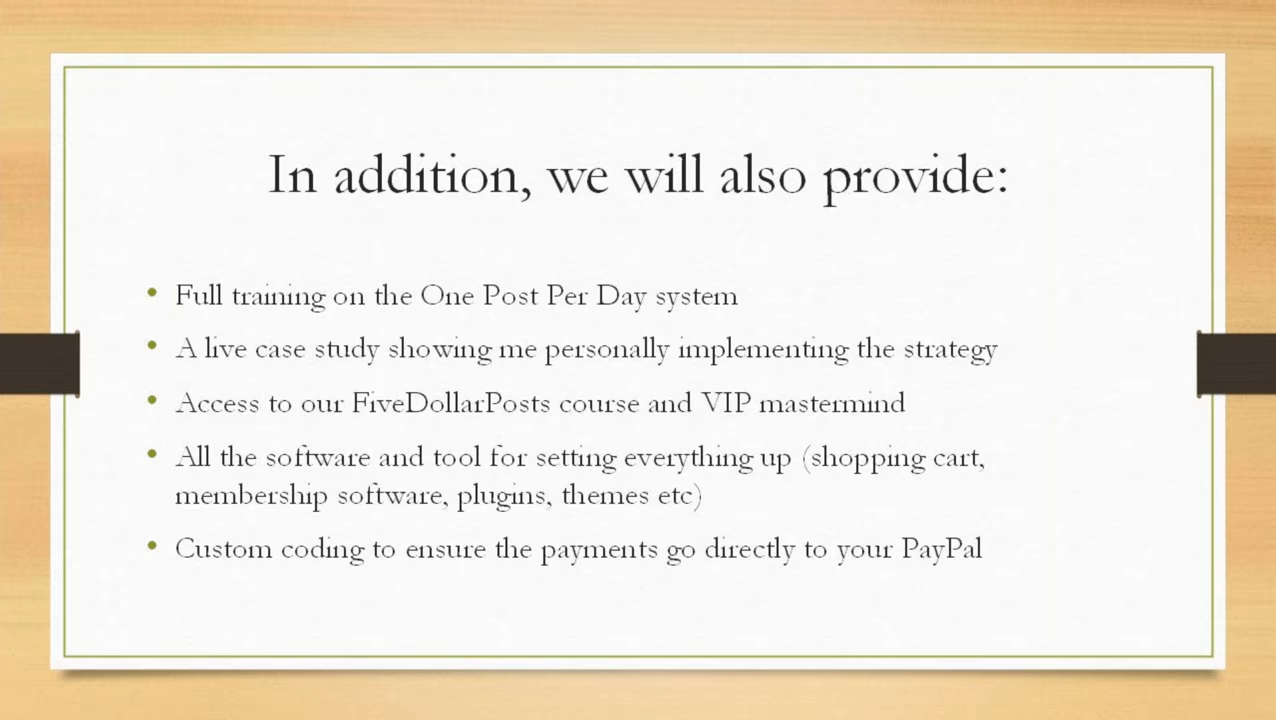 In addition, we will also provide:
• Full training on the One Post Per Day system
• A live case study showing me personally implementing the strategy
• Access to our FiveDollarPosts course and VIP mastermind
• All the software and tool for setting everything up (shopping cart,
membership software, plugins, themes etc)
• Custom coding to ensure the payments go directly to your PayPal